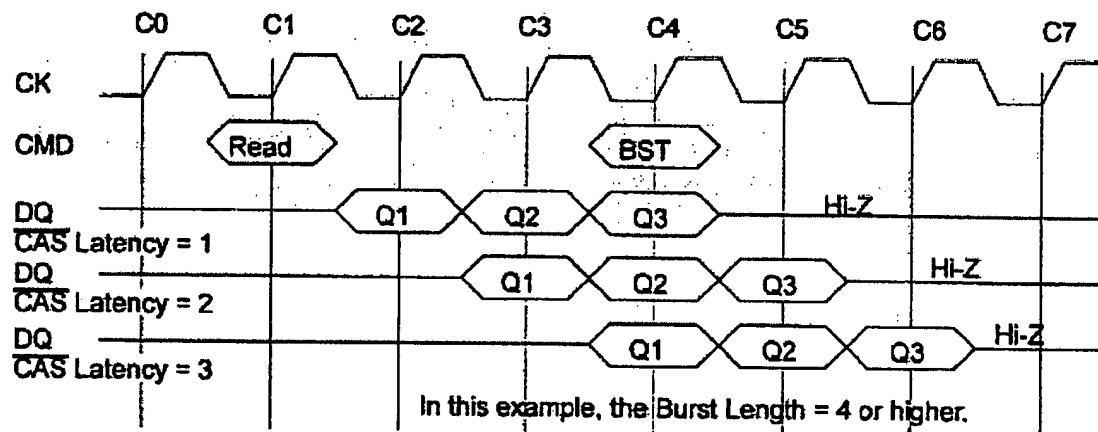 C0 C1 C2 C3 C4 C5 C6 C7
CK
CMD Read BST
DQ Q1 Q2 Q3 Hi-Z
CAS Latency = 1
DQ Q1 Q2 Q3 Hi-Z
CAS Latency = 2
DQ Q1 Q2 Q3 Hi-Z
CAS Latency = 3
In this example, the Burst Length = 4 or higher.